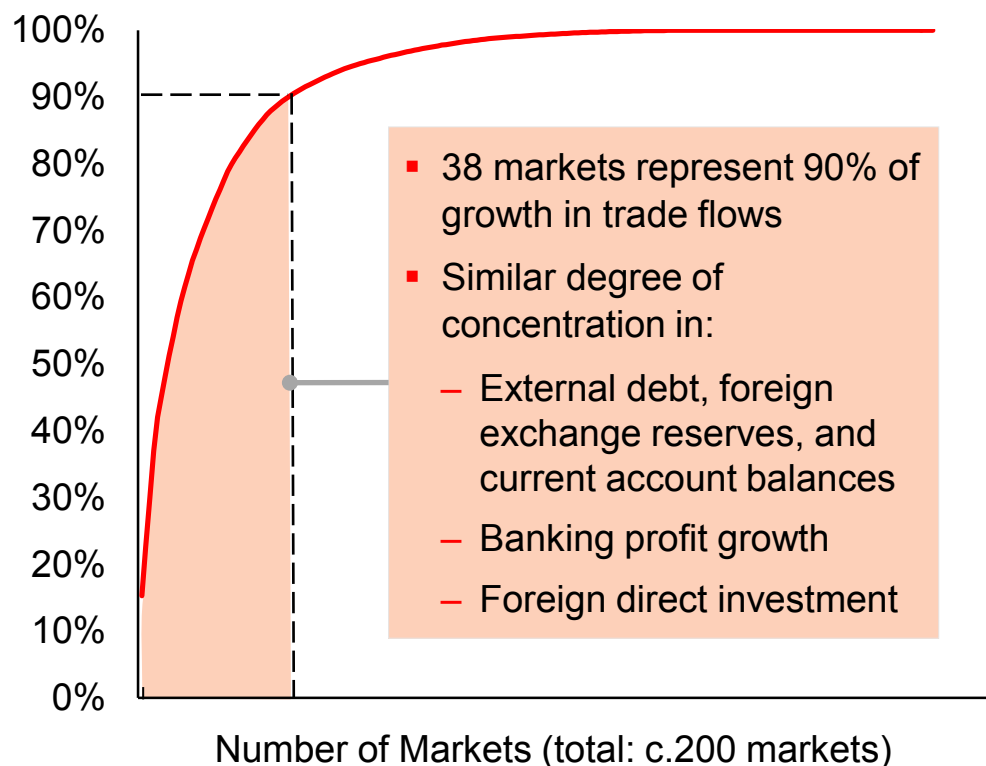 100%
90%
80%
70%
60%
50%
40%
30%
20%
10%
0%
▪ 38 markets represent 90% of
growth in trade flows
▪ Similar degree of
concentration in:
– External debt, foreign
exchange reserves, and
current account balances
– Banking profit growth
– Foreign direct investment
Number of Markets (total: c.200 markets)